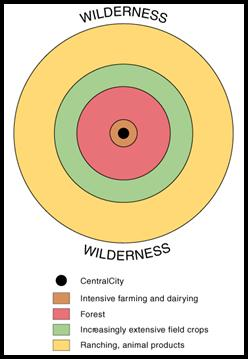 WILDERNESS
WILDERNESS
CentralCity
Intensive farming and dairying
Forest
Increasingly extensive field crops
Ranching, animal products